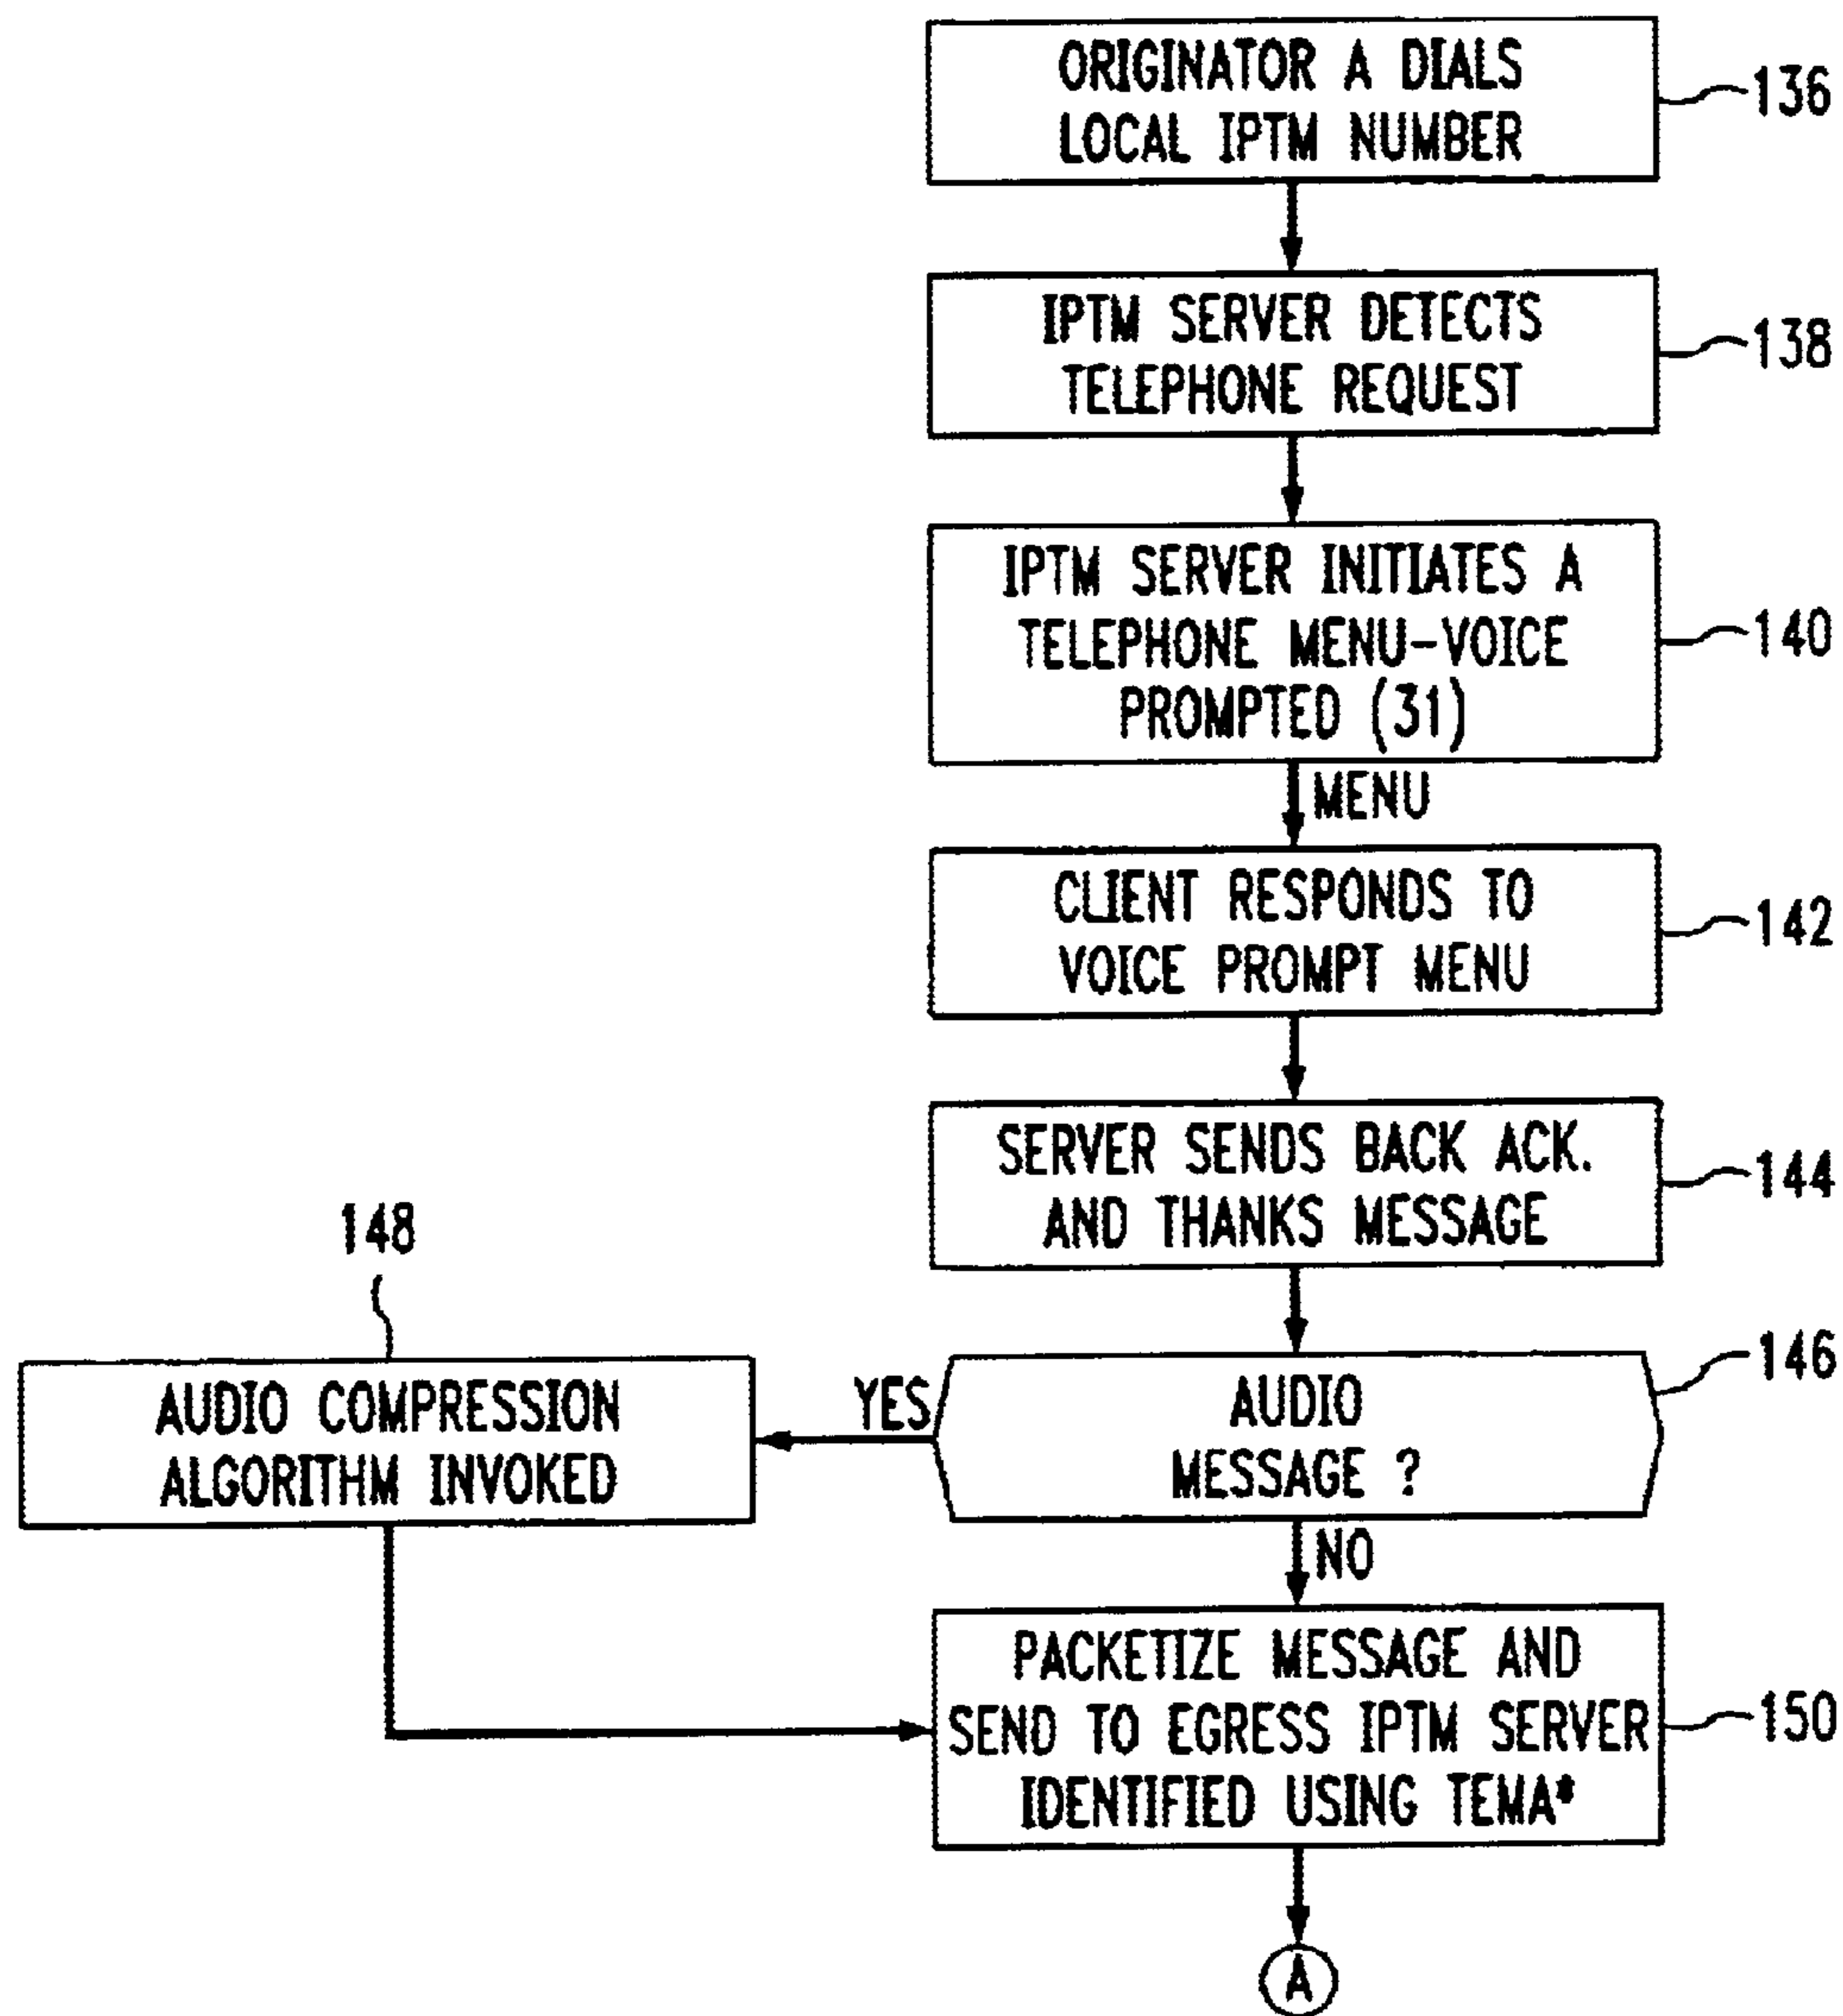 ORIGINATOR A DIALS
LOCAL IPTM NUMBER
136
IPTM SERVER DETECTS
TELEPHONE REQUEST
138
IPTM SERVER INITIATES A
TELEPHONE MENU-VOICE
PROMPTED (31)
140
MENU
CLIENT RESPONDS TO
VOICE PROMPT MENU
142
SERVER SENDS BACK ACK.
AND THANKS MESSAGE
144
148
AUDIO COMPRESSION
ALGORITHM INVOKED
YES
AUDIO
MESSAGE ?
146
NO
PACKETIZE MESSAGE AND
SEND TO EGRESS IPTM SERVER
IDENTIFIED USING TEMA*
150
A